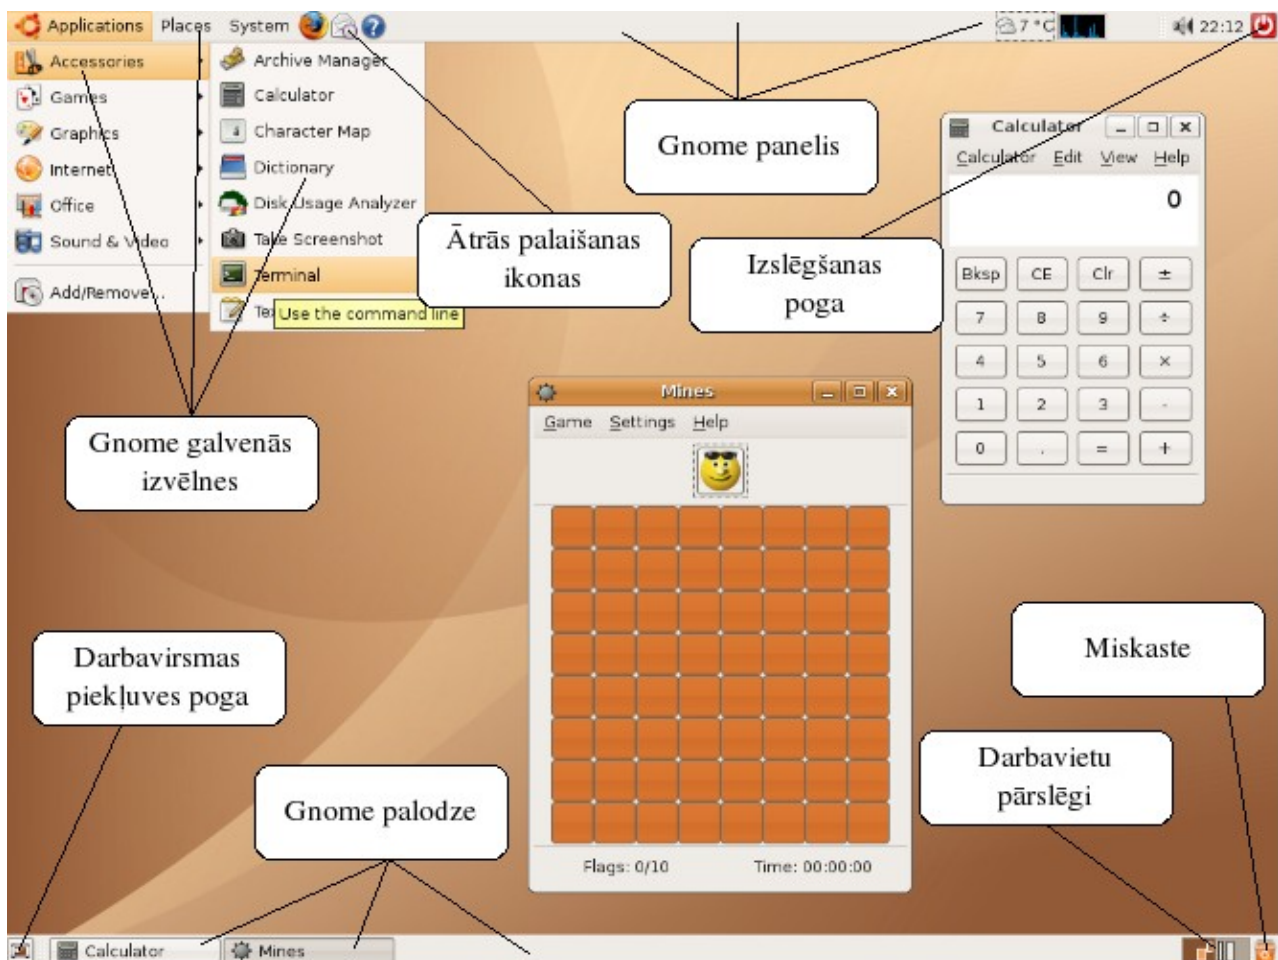 Applications Places System 7 °C 22:12
Accessories
Games
Graphics
Internet
Office
Sound & Video
Add/Remove...
Archive Manager
Calculator
Character Map
Dictionary
Disk Usage Analyzer
Take Screenshot
Terminal
Use the command line
Gnome panelis
Ātrās palaišanas
ikonas
Izslēgšanas
poga
Gnome galvenās
izvēlnes
Calculator
Calculator Edit View Help
0
Bksp CE Clr ±
7 8 9 ÷
4 5 6 ×
1 2 3 -
0 . = +
Mines
Game Settings Help
Flags: 0/10 Time: 00:00:00
Darbavirsmas
piekļuves poga
Gnome palodze
Miskaste
Darbavietu
pārslēgi
Calculator Mines